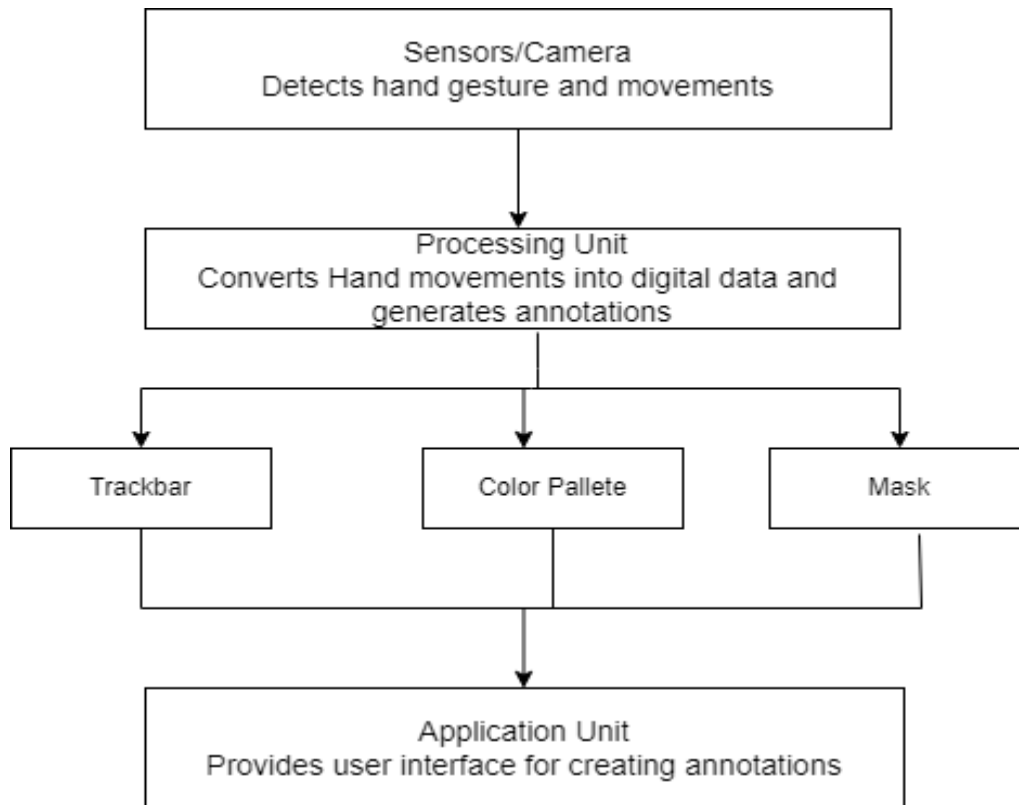 Sensors/Camera
Detects hand gesture and movements
Processing Unit
Converts Hand movements into digital data and
generates annotations
Trackbar
Color Pallete
Mask
Application Unit
Provides user interface for creating annotations